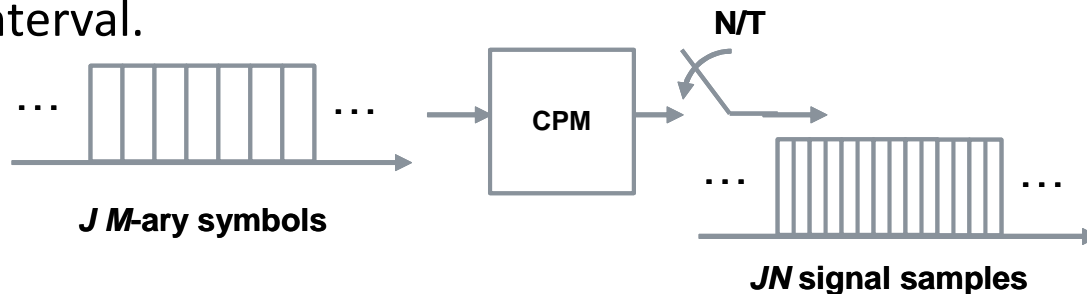 nterval.
N/T
... ...
CPM
... ...
J M-ary symbols
JN signal samples